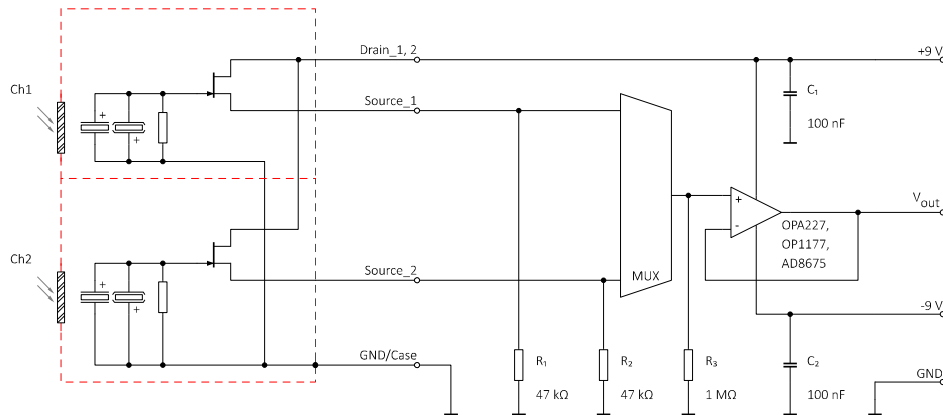 Drain_1, 2
+9 V
Ch1
Source_1
C₁
100 nF
+
+
Vout
+
-
OPA227,
OP1177,
AD8675
Ch2
Source_2
MUX
+
+
-9 V
GND/Case
R₁
R₂
R₃
C₂
GND
47 kΩ
47 kΩ
1 MΩ
100 nF